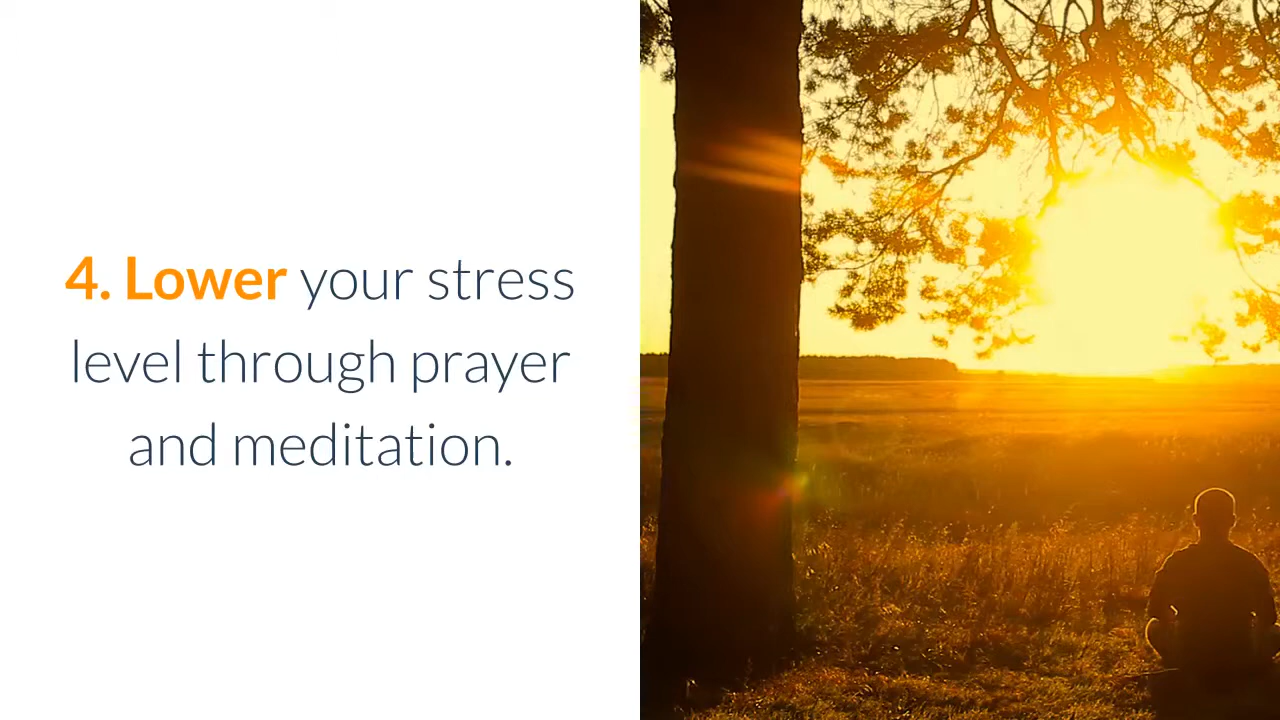 4. Lower your stress
level through prayer
and meditation.